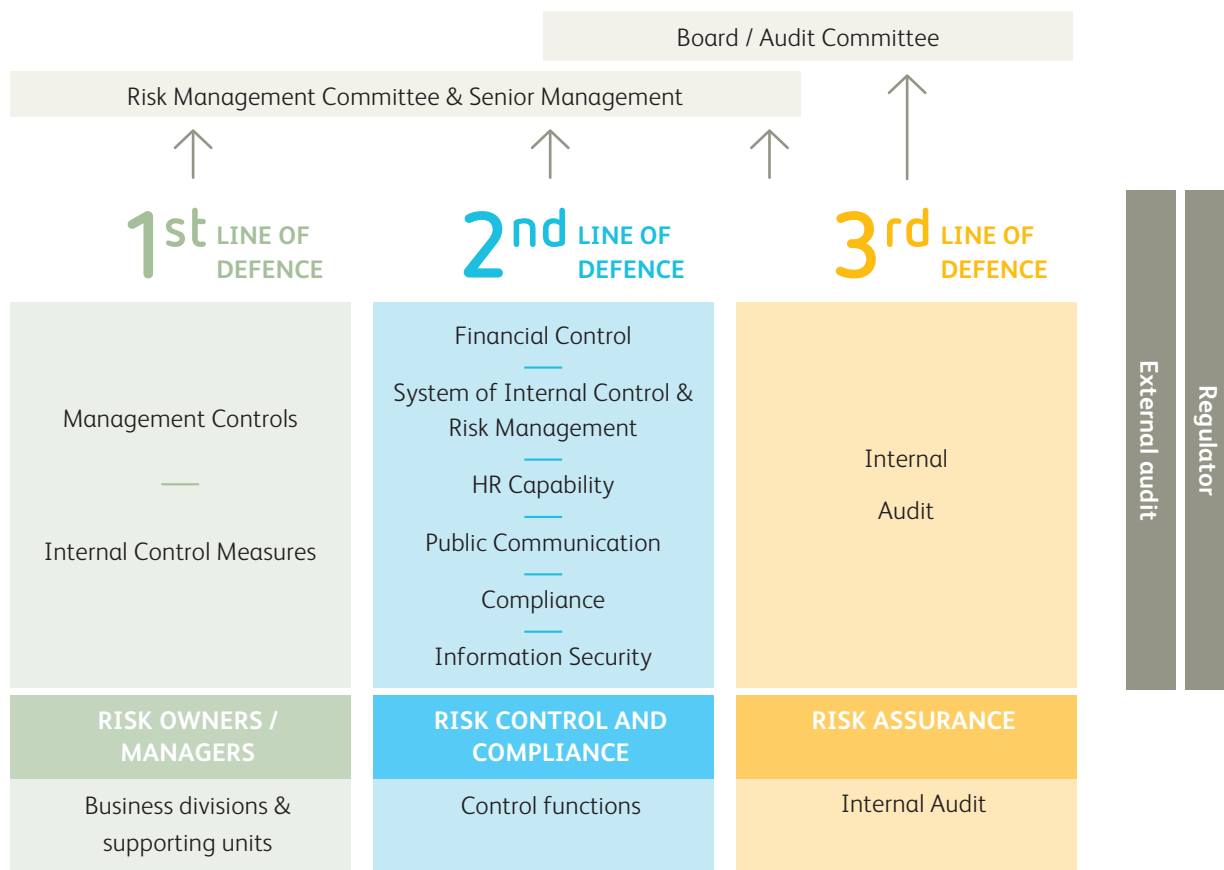 Board / Audit Committee
Risk Management Committee & Senior Management
1st LINE OF
DEFENCE
2nd LINE OF
DEFENCE
3rd LINE OF
DEFENCE
Management Controls
Internal Control Measures
Financial Control
System of Internal Control &
Risk Management
HR Capability
Public Communication
Compliance
Information Security
Internal
Audit
External audit
Regulator
RISK OWNERS /
MANAGERS
RISK CONTROL AND
COMPLIANCE
RISK ASSURANCE
Business divisions &
supporting units
Control functions
Internal Audit